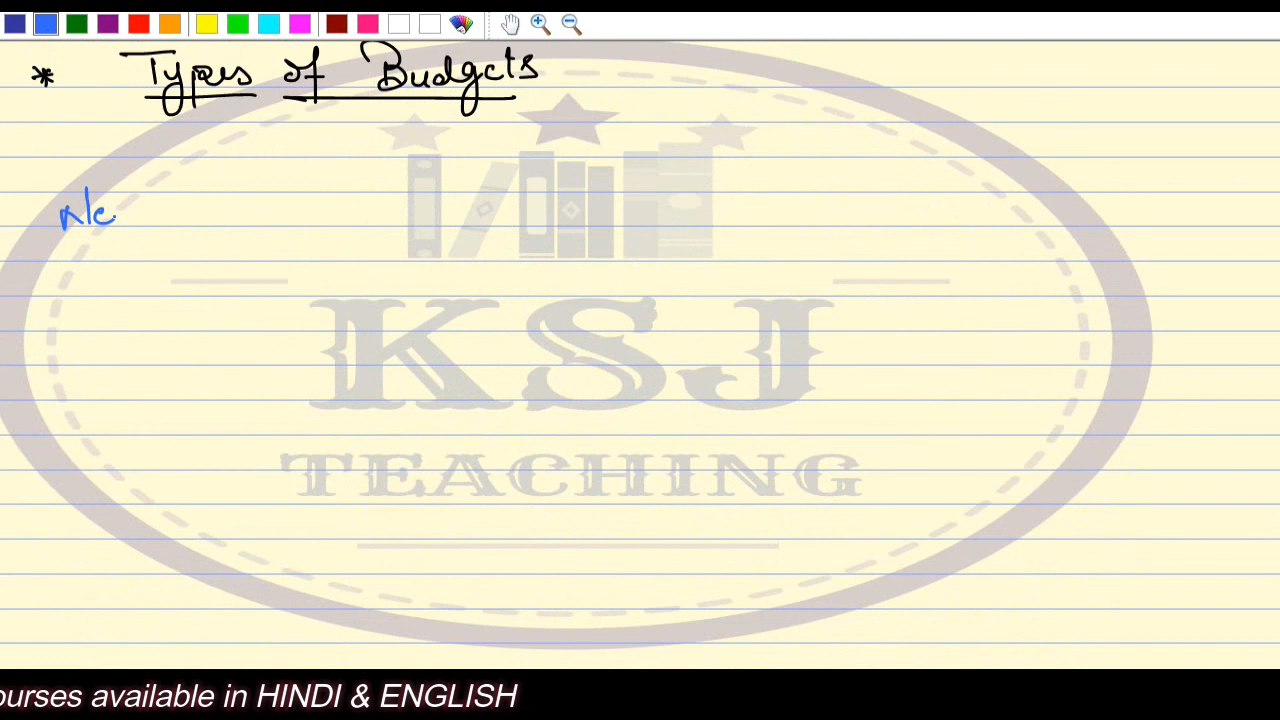 * Types of Budgets
n/c
KSJ
TEACHING
ourses available in HINDI & ENGLISH